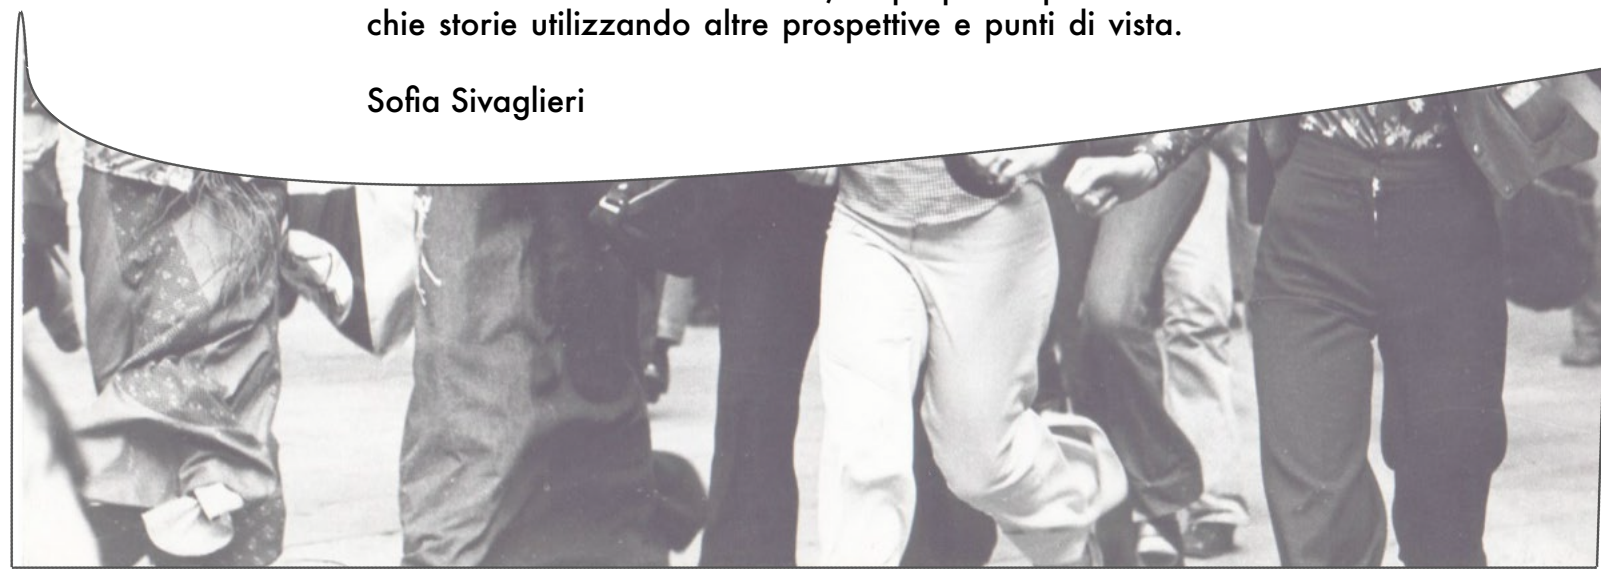 chie storie utilizzando altre prospettive e punti di vista.
Sofia Sivaglieri